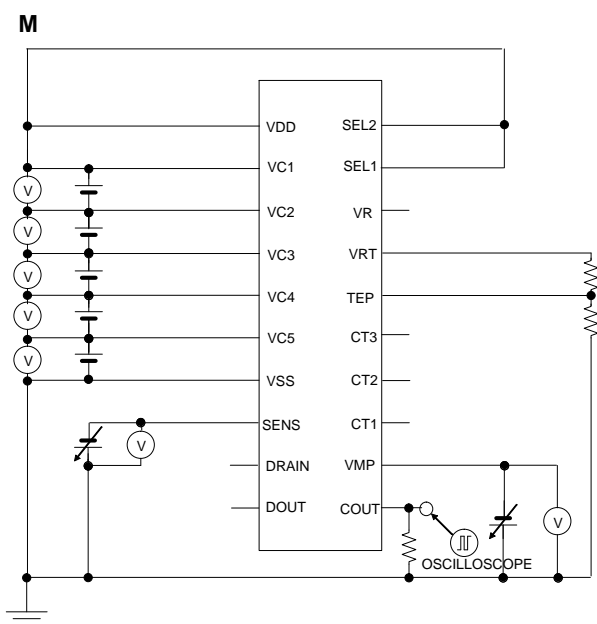 M
VDD
SEL2
VC1
SEL1
V
VC2
VR
V
VC3
VRT
V
VC4
TEP
V
VC5
CT3
V
VSS
CT2
SENS
CT1
V
DRAIN
VMP
DOUT
COUT
V
OSCILLOSCOPE